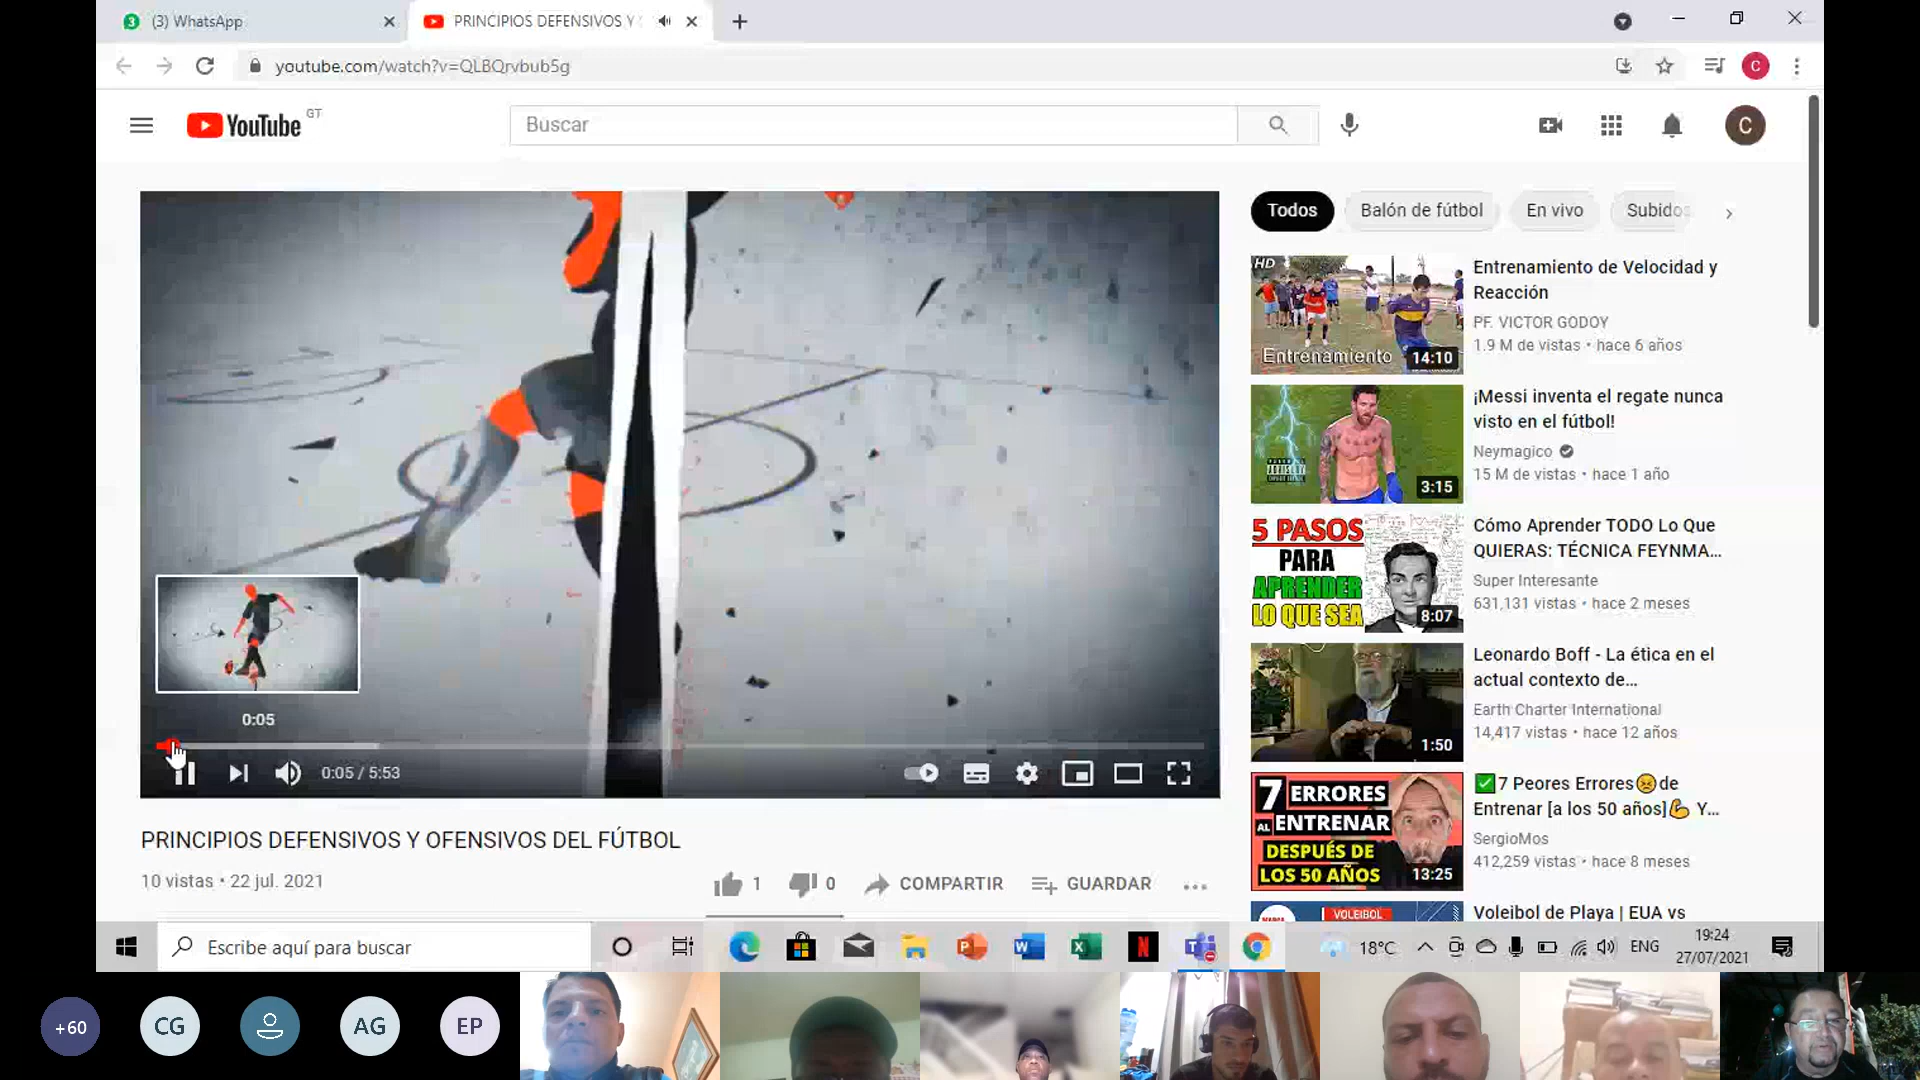 (3) WhatsApp
PRINCIPIOS DEFENSIVOS Y
youtube.com/watch?v=QLBQrvbub5g
C
YouTube GT
Buscar
C
Todos
Balón de fútbol
En vivo
Subidos
HD
Entrenamiento
14:10
Entrenamiento de Velocidad y
Reacción
PF. VICTOR GODOY
1.9 M de vistas • hace 6 años
3:15
¡Messi inventa el regate nunca
visto en el fútbol!
Neymagico
15 M de vistas • hace 1 año
5 PASOS
PARA
APRENDER
LO QUE SEA
8:07
Cómo Aprender TODO Lo Que
QUIERAS: TÉCNICA FEYNMA...
Super Interesante
631,131 vistas • hace 2 meses
1:50
Leonardo Boff - La ética en el
actual contexto de...
Earth Charter International
14,417 vistas • hace 12 años
7 ERRORES
AL ENTRENAR
DESPUÉS DE
LOS 50 AÑOS
13:25
✅7 Peores Errores😣de
Entrenar [a los 50 años]💪 Y...
SergioMos
412,259 vistas • hace 8 meses
VOLEIBOL
Voleibol de Playa | EUA vs
0:05
0:05 / 5:53
PRINCIPIOS DEFENSIVOS Y OFENSIVOS DEL FÚTBOL
10 vistas • 22 jul. 2021
1
0
COMPARTIR
GUARDAR
Escribe aquí para buscar
18°C
ENG
19:24
27/07/2021
+60
CG
AG
EP